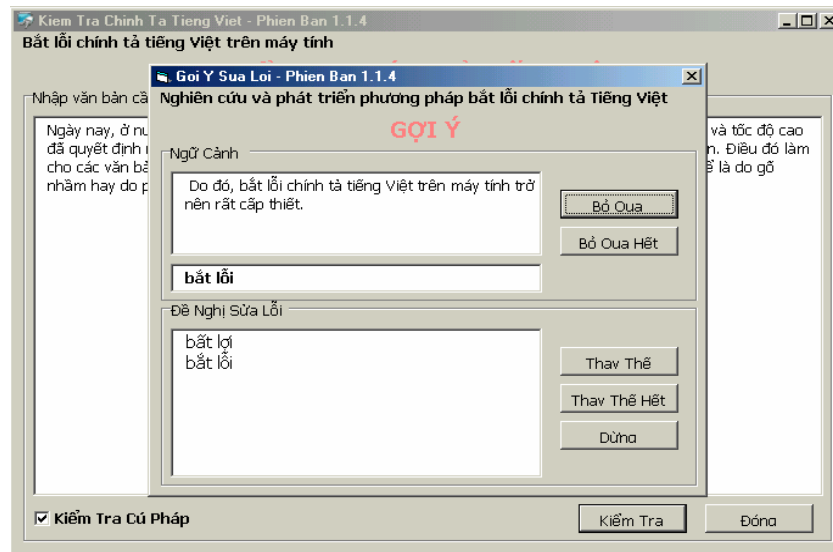 Kiem Tra Chinh Ta Tieng Viet - Phien Ban 1.1.4
Bắt lỗi chính tả tiếng Việt trên máy tính
Goi Y Sua Loi - Phien Ban 1.1.4
Nghiên cứu và phát triển phương pháp bắt lỗi chính tả Tiếng Việt
GỢI Ý
Nhập văn bản
Ngày nay, ở
và tốc độ cao
đã quyết định
Điều đó làm
cho các văn
là do gõ
nhầm hay do
Ngữ Cảnh
Do đó, bắt lỗi chính tả tiếng Việt trên máy tính trở
nên rất cấp thiết.
Bỏ Qua
Bỏ Qua Hết
bắt lỗi
Đề Nghị Sửa Lỗi
bất lợi
bắt lỗi
Thay Thế
Thay Thế Hết
Dừng
Kiểm Tra Cú Pháp
Kiểm Tra
Đóng